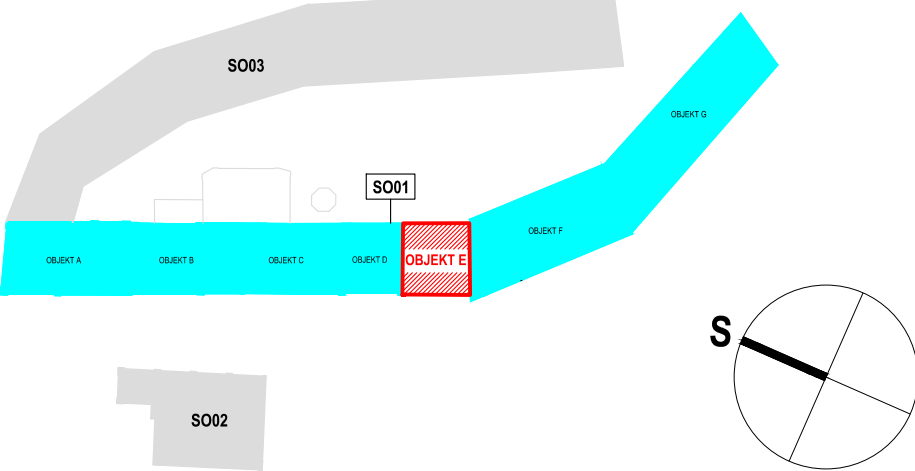 SO03
OBJEKT G
SO01
OBJEKT F
OBJEKT A
OBJEKT B
OBJEKT C
OBJEKT D
OBJEKT E
S
SO02